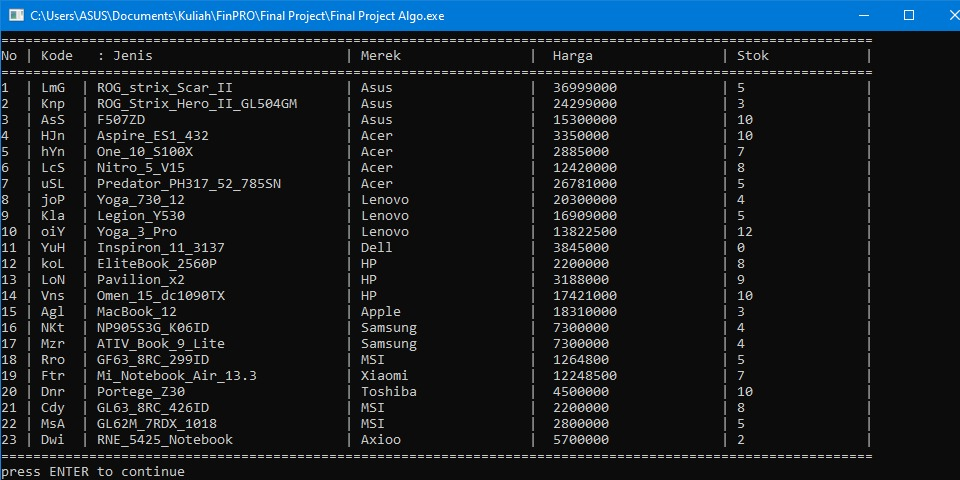 C:\Users\ASUS\Documents\Kuliah\FinPRO\Final Project\Final Project Algo.exe
=============================================================================================================
No | Kode   : Jenis                          | Merek                |  Harga                | Stok            |
=============================================================================================================
1  | LmG  | ROG_strix_Scar_II              | Asus                 |  36999000             | 5               |
2  | Knp  | ROG_Strix_Hero_II_GL504GM      | Asus                 |  24299000             | 3               |
3  | AsS  | F507ZD                         | Asus                 |  15300000             | 10              |
4  | HJn  | Aspire_ES1_432                 | Acer                 |  3350000              | 10              |
5  | hYn  | One_10_S100X                   | Acer                 |  2885000              | 7               |
6  | LcS  | Nitro_5_V15                    | Acer                 |  12420000             | 8               |
7  | uSL  | Predator_PH317_52_785SN        | Acer                 |  26781000             | 5               |
8  | joP  | Yoga_730_12                    | Lenovo               |  20300000             | 4               |
9  | Kla  | Legion_Y530                    | Lenovo               |  16909000             | 5               |
10 | oiY  | Yoga_3_Pro                     | Lenovo               |  13822500             | 12              |
11 | YuH  | Inspiron_11_3137               | Dell                 |  3845000              | 0               |
12 | koL  | EliteBook_2560P                | HP                   |  2200000              | 8               |
13 | LoN  | Pavilion_x2                    | HP                   |  3188000              | 9               |
14 | Vns  | Omen_15_dc1090TX               | HP                   |  17421000             | 10              |
15 | Agl  | MacBook_12                     | Apple                |  18310000             | 3               |
16 | NKt  | NP905S3G_K06ID                 | Samsung              |  7300000              | 4               |
17 | Mzr  | ATIV_Book_9_Lite               | Samsung              |  7300000              | 4               |
18 | Rro  | GF63_8RC_299ID                 | MSI                  |  1264800              | 5               |
19 | Ftr  | Mi_Notebook_Air_13.3           | Xiaomi               |  12248500             | 7               |
20 | Dnr  | Portege_Z30                    | Toshiba              |  4500000              | 10              |
21 | Cdy  | GL63_8RC_426ID                 | MSI                  |  2200000              | 8               |
22 | MsA  | GL62M_7RDX_1018                | MSI                  |  2800000              | 5               |
23 | Dwi  | RNE_5425_Notebook              | Axioo                |  5700000              | 2               |
=============================================================================================================
press ENTER to continue